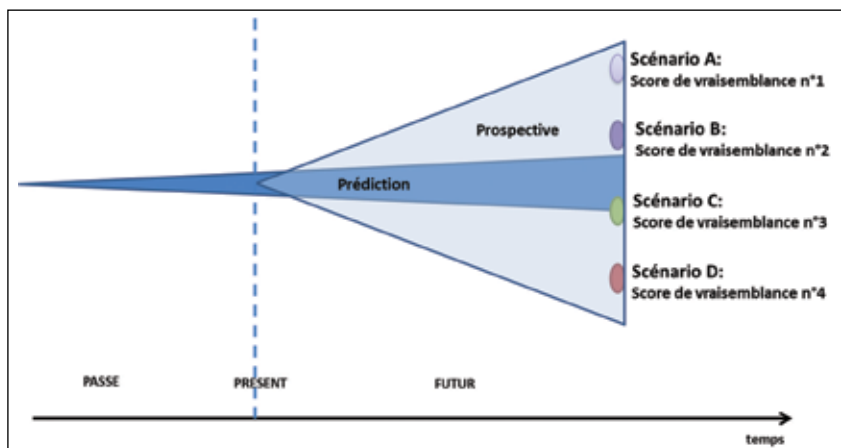 Scénario A:
Score de vraisemblance n°1
Prospective
Scénario B:
Score de vraisemblance n°2
Prédiction
Scénario C:
Score de vraisemblance n°3
Scénario D:
Score de vraisemblance n°4
PASSE
PRESENT
FUTUR
temps